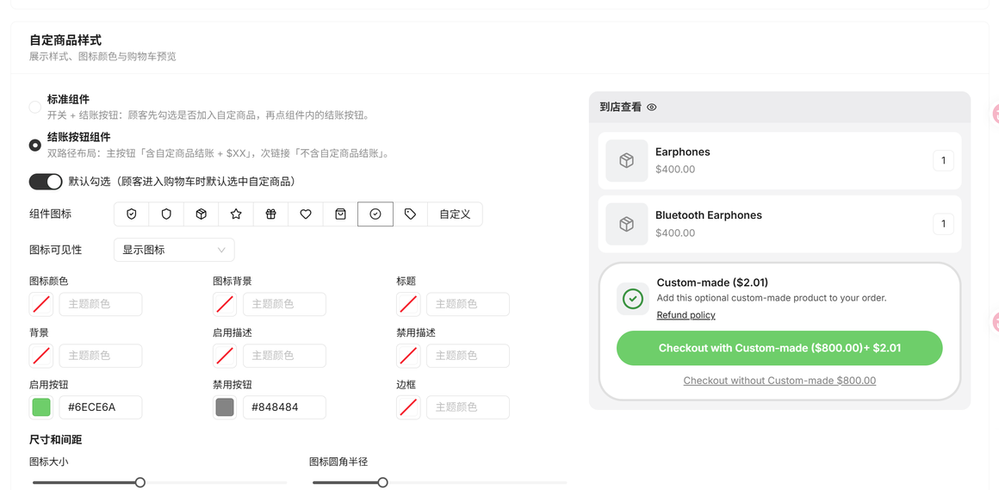 自定商品样式
展示样式、图标颜色与购物车预览
标准组件
开关 + 结账按钮：顾客先勾选是否加入自定商品，再点组件内的结账按钮。
结账按钮组件
双路径布局：主按钮「含自定商品结账 + $XX」，次链接「不含自定商品结账」。
默认勾选（顾客进入购物车时默认选中自定商品）
组件图标
自定义
图标可见性
显示图标
图标颜色
图标背景
标题
主题颜色
主题颜色
主题颜色
背景
启用描述
禁用描述
主题颜色
主题颜色
主题颜色
启用按钮
禁用按钮
边框
#6ECE6A
#848484
主题颜色
尺寸和间距
图标大小
图标圆角半径
到店查看
Earphones
$400.00
1
Bluetooth Earphones
$400.00
1
Custom-made ($2.01)
Add this optional custom-made product to your order.
Refund policy
Checkout with Custom-made ($800.00)+ $2.01
Checkout without Custom-made $800.00